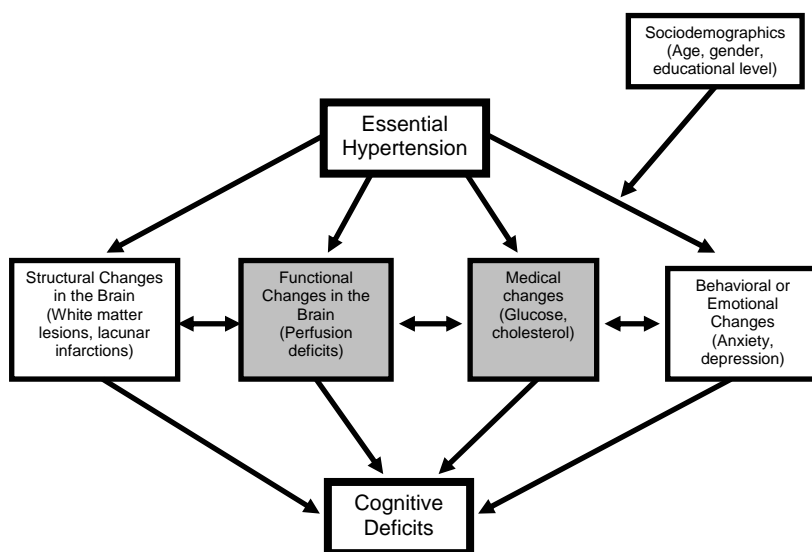 Sociodemographics
(Age, gender,
educational level)
Essential
Hypertension
Structural Changes
in the Brain
(White matter
lesions, lacunar
infarctions)
Functional
Changes in the
Brain
(Perfusion
deficits)
Medical
changes
(Glucose,
cholesterol)
Behavioral or
Emotional
Changes
(Anxiety,
depression)
Cognitive
Deficits